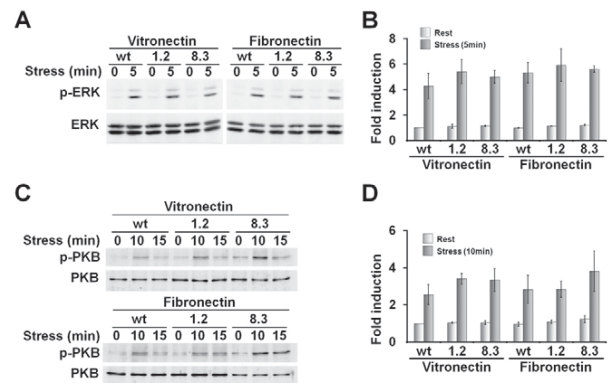 A
Vitronectin Fibronectin
wt 1.2 8.3 wt 1.2 8.3
Stress (min) 0 5 0 5 0 5 0 5 0 5 0 5
p-ERK
ERK
B
Rest
Stress (5min)
Fold induction
8
6
4
2
0
wt 1.2 8.3 wt 1.2 8.3
Vitronectin Fibronectin
C
Vitronectin
wt 1.2 8.3
Stress (min) 0 10 15 0 10 15 0 10 15
p-PKB
PKB
Fibronectin
wt 1.2 8.3
Stress (min) 0 10 15 0 10 15 0 10 15
p-PKB
PKB
D
Rest
Stress (10min)
Fold induction
6
4
2
0
wt 1.2 8.3 wt 1.2 8.3
Vitronectin Fibronectin